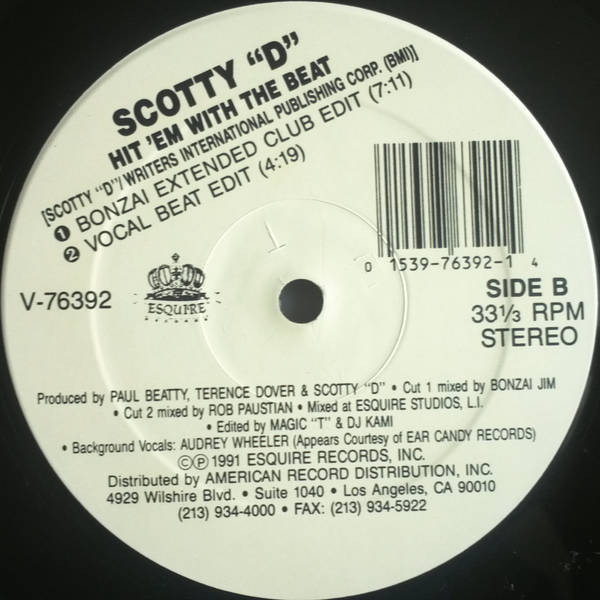 SCOTTY “D”
HIT 'EM WITH THE BEAT
[SCOTTY “D”/WRITERS INTERNATIONAL PUBLISHING CORP. (BMI)]
1 BONZAI EXTENDED CLUB EDIT (7:11)
2 VOCAL BEAT EDIT (4:19)
0 1539-76392-1 4
V-76392
ESQUIRE
SIDE B
33⅓ RPM
STEREO
Produced by PAUL BEATTY, TERENCE DOVER & SCOTTY “D” • Cut 1 mixed by BONZAI JIM
• Cut 2 mixed by ROB PAUSTIAN • Mixed at ESQUIRE STUDIOS, L.I.
• Edited by MAGIC “T” & DJ KAMI
• Background Vocals: AUDREY WHEELER (Appears Courtesy of EAR CANDY RECORDS)
©℗1991 ESQUIRE RECORDS, INC.
Distributed by AMERICAN RECORD DISTRIBUTION, INC.
4929 Wilshire Blvd. • Suite 1040 • Los Angeles, CA 90010
(213) 934-4000 • FAX: (213) 934-5922